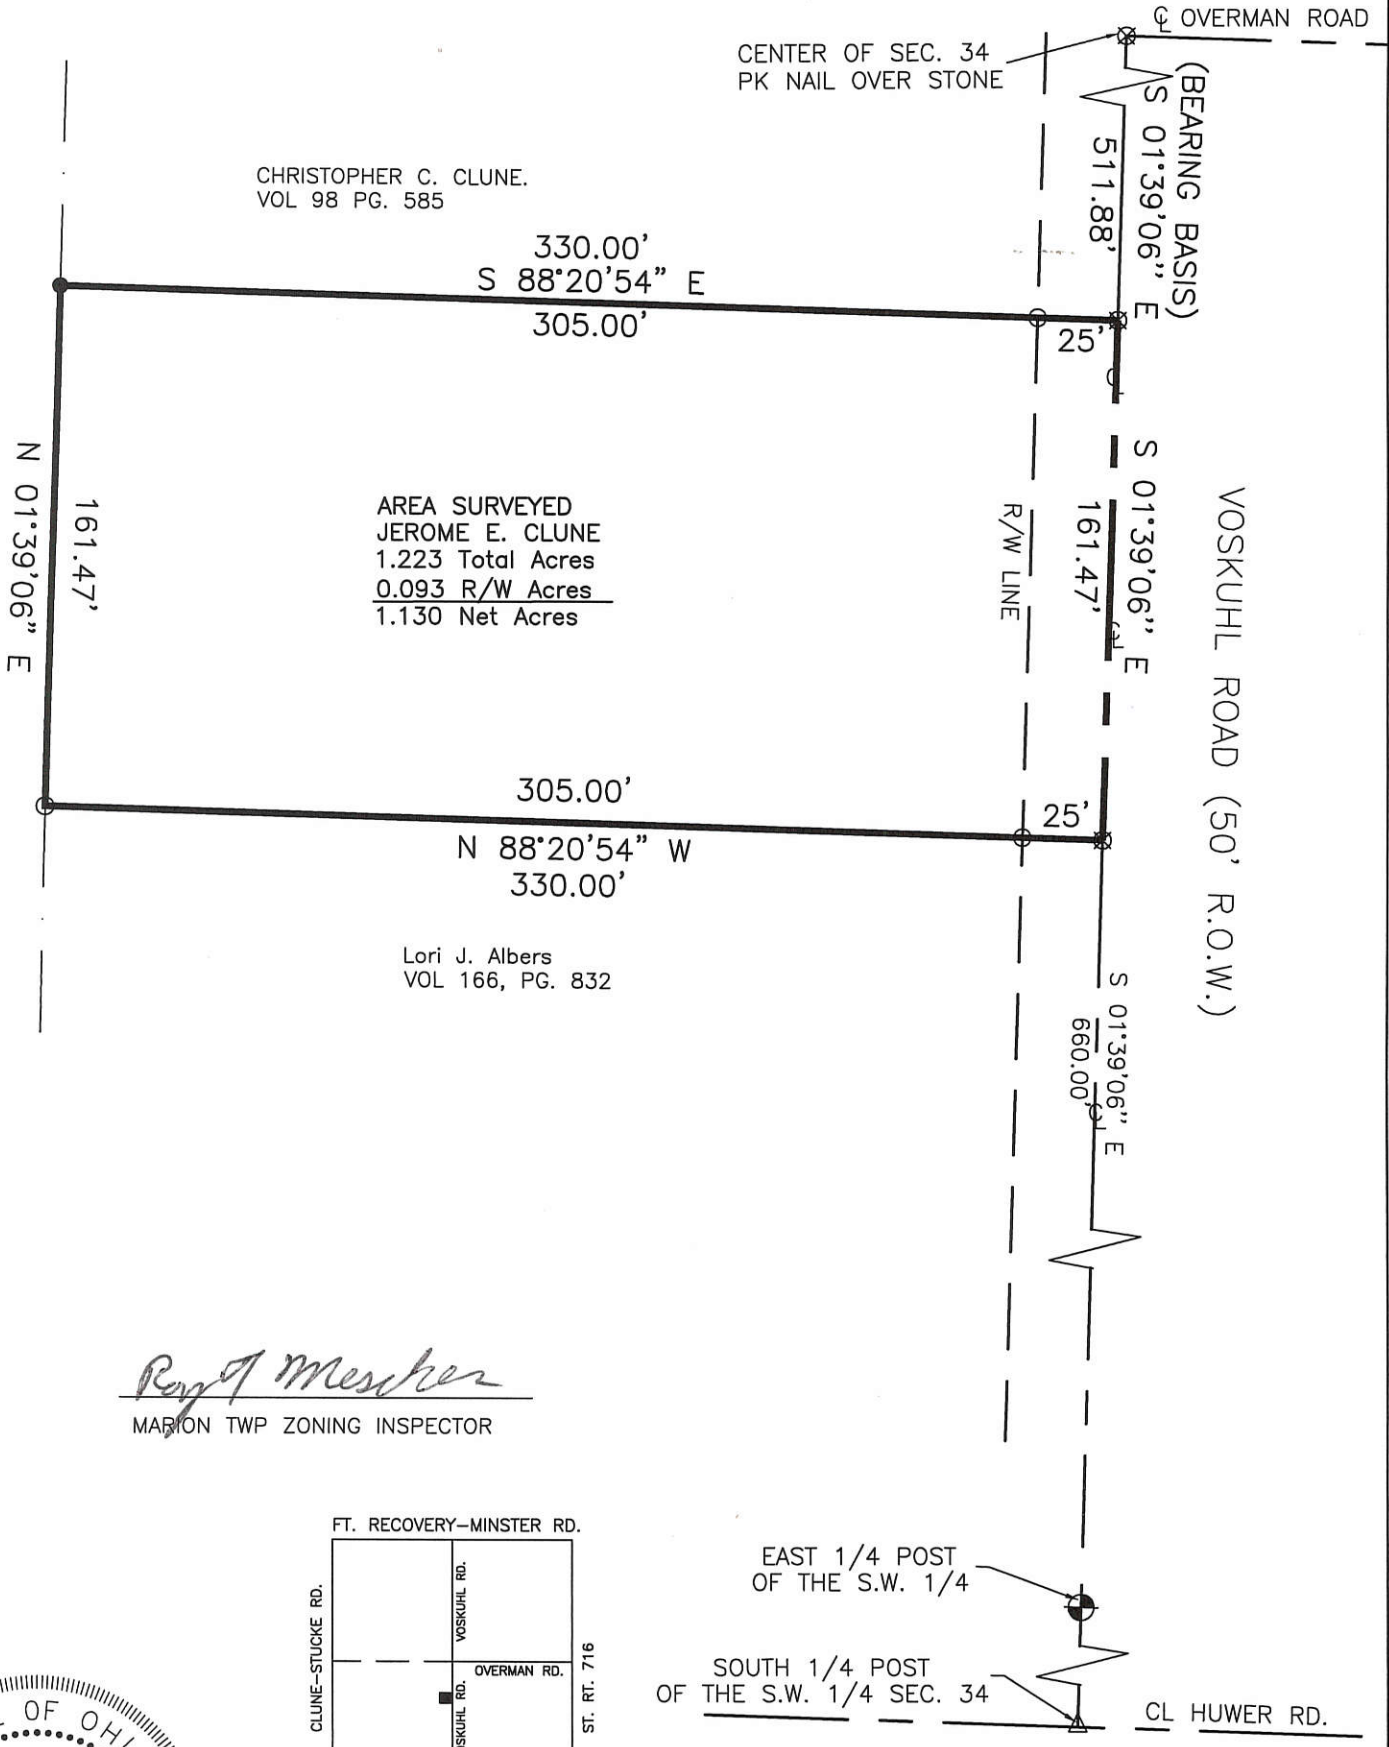 ℄ OVERMAN ROAD
CENTER OF SEC. 34
PK NAIL OVER STONE
(BEARING BASIS)
S 01°39'06" E
511.88'
CHRISTOPHER C. CLUNE.
VOL 98 PG. 585
330.00'
S 88°20'54" E
305.00'
25'
N 01°39'06" E
161.47'
AREA SURVEYED
JEROME E. CLUNE
1.223 Total Acres
0.093 R/W Acres
1.130 Net Acres
R/W LINE
161.47'
S 01°39'06" E
VOSKUHL ROAD (50' R.O.W.)
305.00'
25'
N 88°20'54" W
330.00'
Lori J. Albers
VOL 166, PG. 832
S 01°39'06" E
660.00'
Roy Mescher
MARION TWP ZONING INSPECTOR
FT. RECOVERY-MINSTER RD.
CLUNE-STUCKE RD.
VOSKUHL RD.
OVERMAN RD.
SKUHL RD.
ST. RT. 716
EAST 1/4 POST
OF THE S.W. 1/4
SOUTH 1/4 POST
OF THE S.W. 1/4 SEC. 34
CL HUWER RD.
OF OH